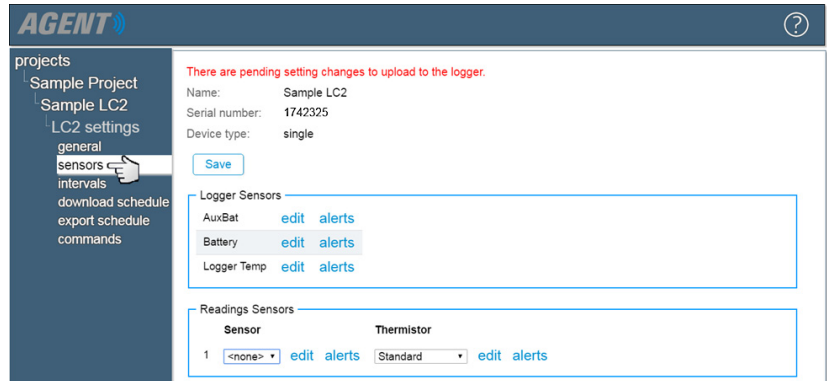 AGENT
?
projects
Sample Project
Sample LC2
LC2 settings
general
sensors
intervals
download schedule
export schedule
commands
There are pending setting changes to upload to the logger.
Name: Sample LC2
Serial number: 1742325
Device type: single
Save
Logger Sensors
AuxBat edit alerts
Battery edit alerts
Logger Temp edit alerts
Readings Sensors
Sensor Thermistor
1 <none> edit alerts Standard edit alerts